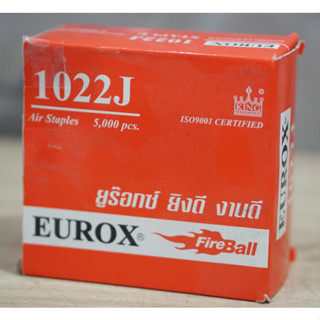 1022J
EUROX
1022J
KING
Air Staples 5,000 pcs.
ISO9001 CERTIFIED
ยูร๊อกซ์ ยิงดี งานดี
EUROX®
FireBall